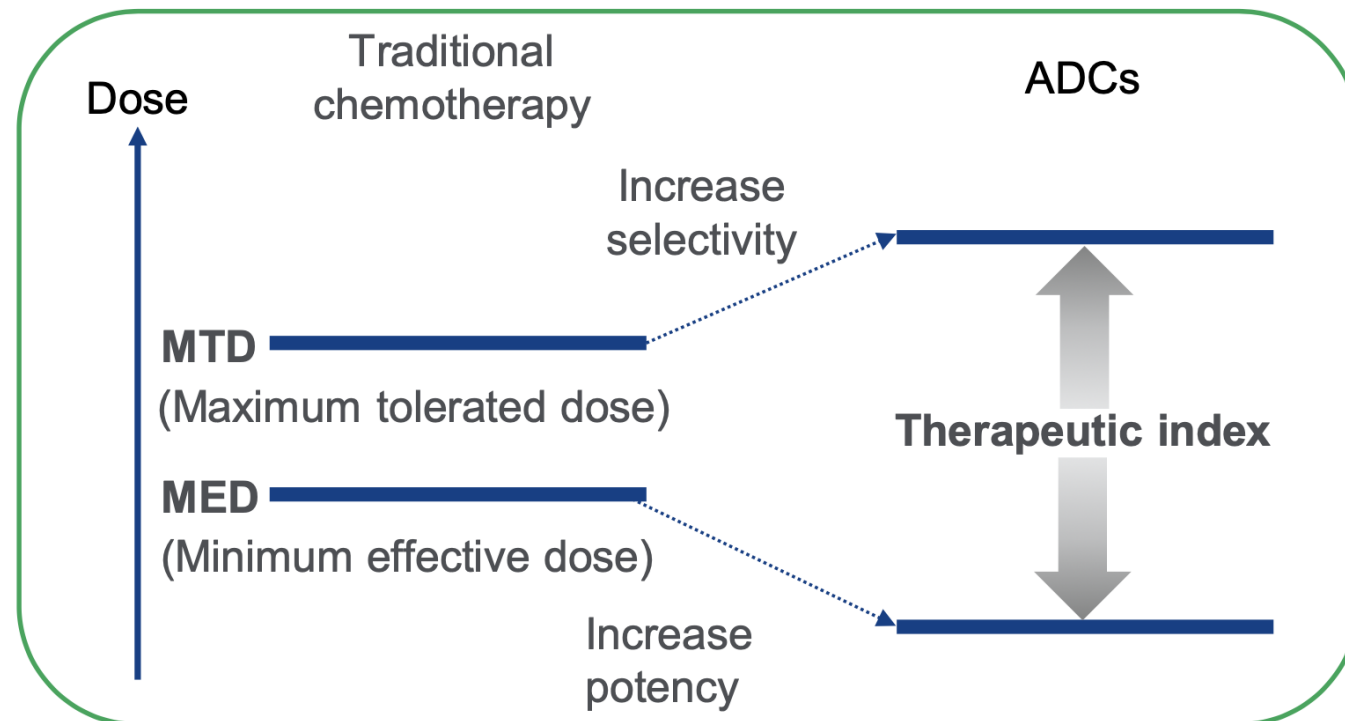 Dose
Traditional
chemotherapy
ADCs
Increase
selectivity
MTD
(Maximum tolerated dose)
Therapeutic index
MED
(Minimum effective dose)
Increase
potency